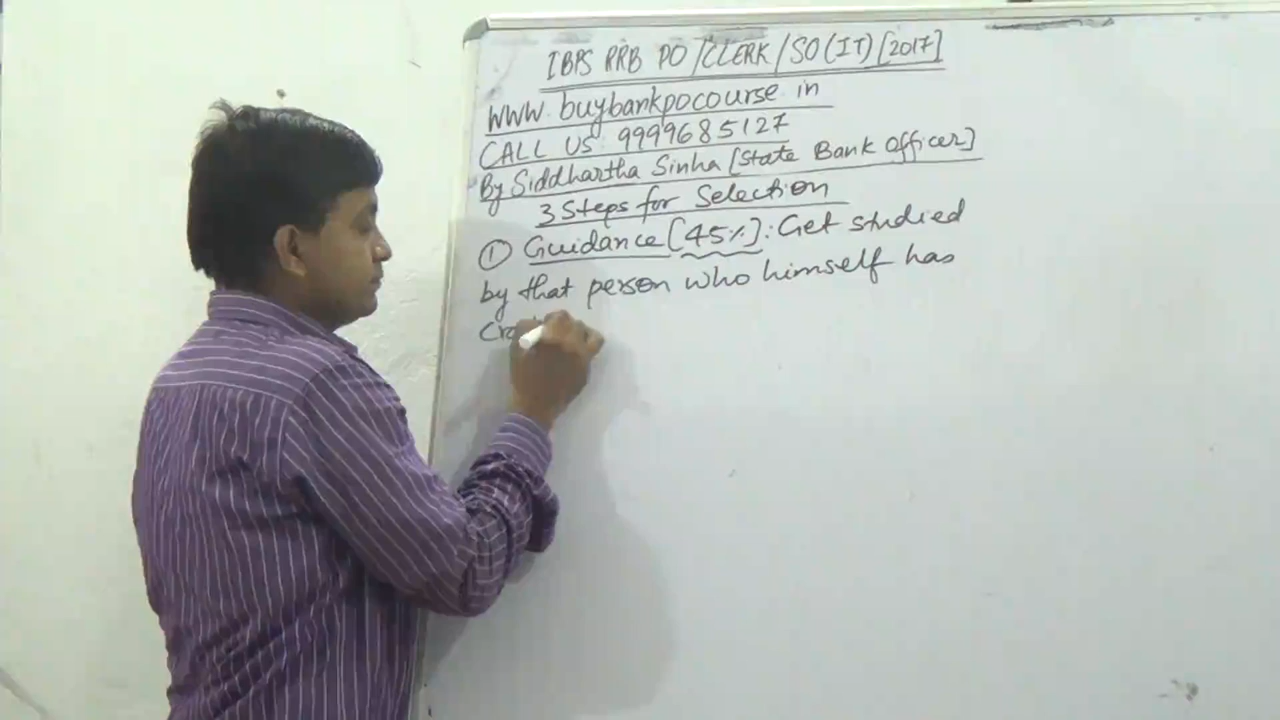 IBPS RRB PO/CLERK/SO(IT)[2017]
WWW. buybankpocourse in
CALL US: 9999685127
By Siddhartha Sinha [State Bank Officer]
3 Steps for Selection
① Guidance [45%]: Get studied
by that person who himself has